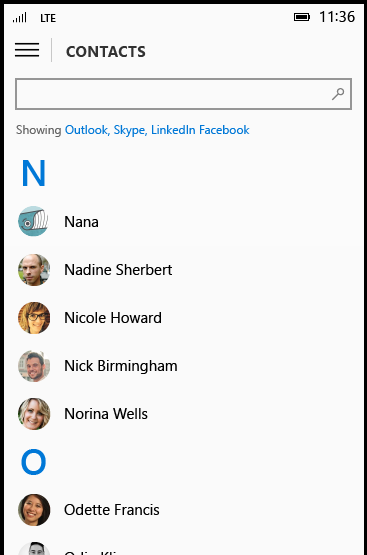 LTE 11:36
CONTACTS
Showing Outlook, Skype, LinkedIn Facebook
N
Nana
Nadine Sherbert
Nicole Howard
Nick Birmingham
Norina Wells
O
Odette Francis